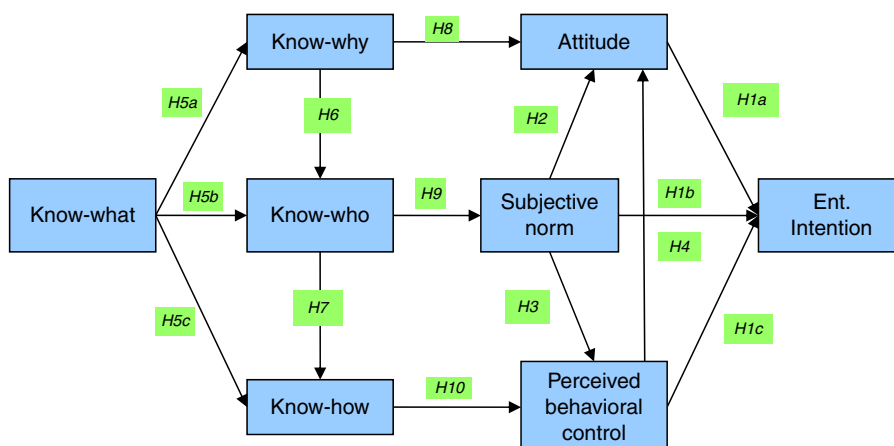 Know-why
H8
Attitude
H5a
H6
H2
H1a
Know-what
H5b
Know-who
H9
Subjective
norm
H1b
Ent.
Intention
H4
H5c
H7
H3
H1c
Know-how
H10
Perceived
behavioral
control